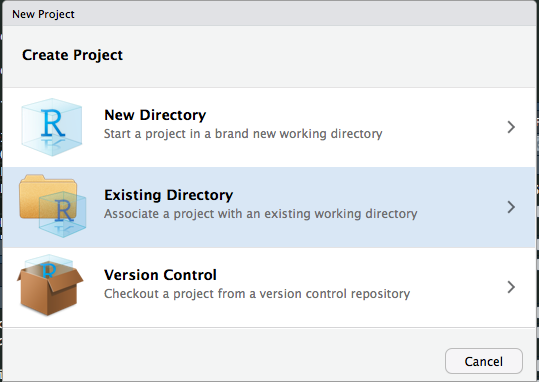 New Project
Create Project
R
New Directory
Start a project in a brand new working directory
R
Existing Directory
Associate a project with an existing working directory
R
Version Control
Checkout a project from a version control repository
Cancel